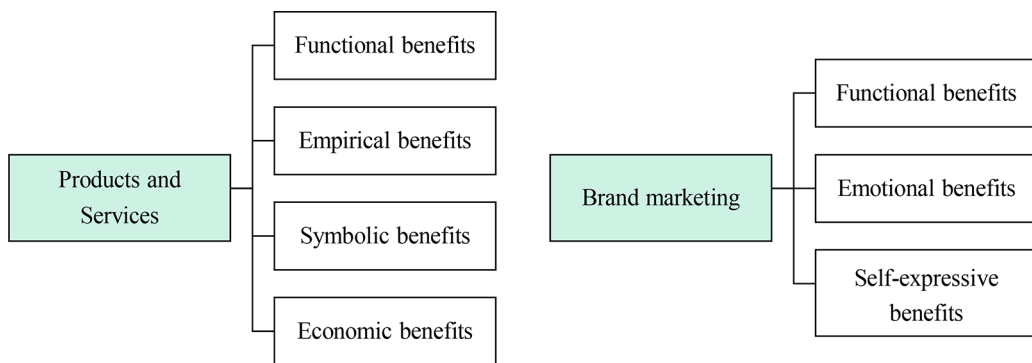 Products and
Services
Functional benefits
Empirical benefits
Symbolic benefits
Economic benefits
Brand marketing
Functional benefits
Emotional benefits
Self-expressive
benefits